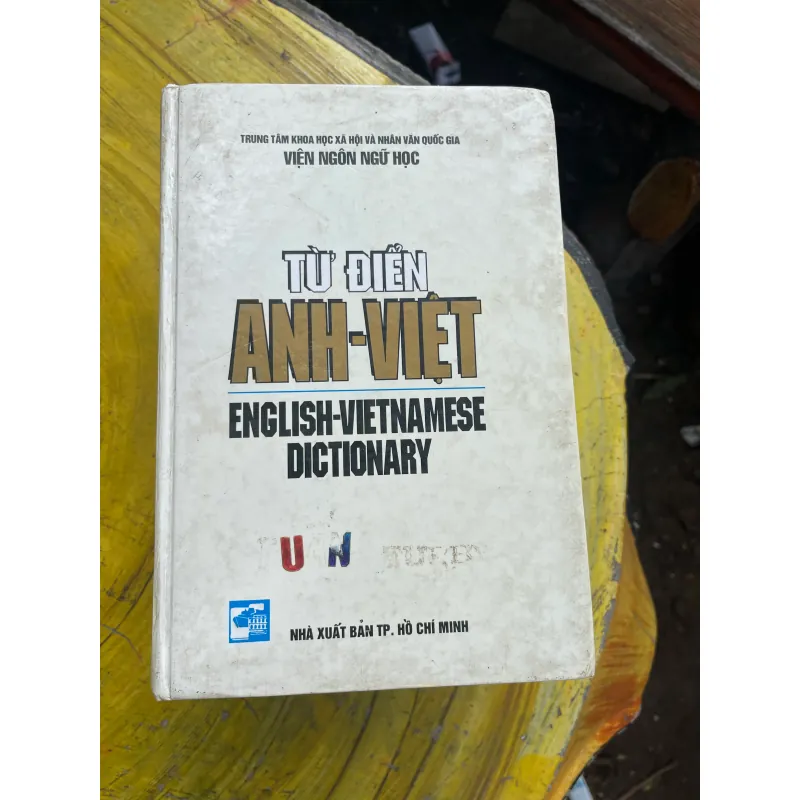 TRUNG TÂM KHOA HỌC XÃ HỘI VÀ NHÂN VĂN QUỐC GIA
VIỆN NGÔN NGỮ HỌC
TỪ ĐIỂN
ANH-VIỆT
ENGLISH-VIETNAMESE
DICTIONARY
NHÀ XUẤT BẢN TP. HỒ CHÍ MINH